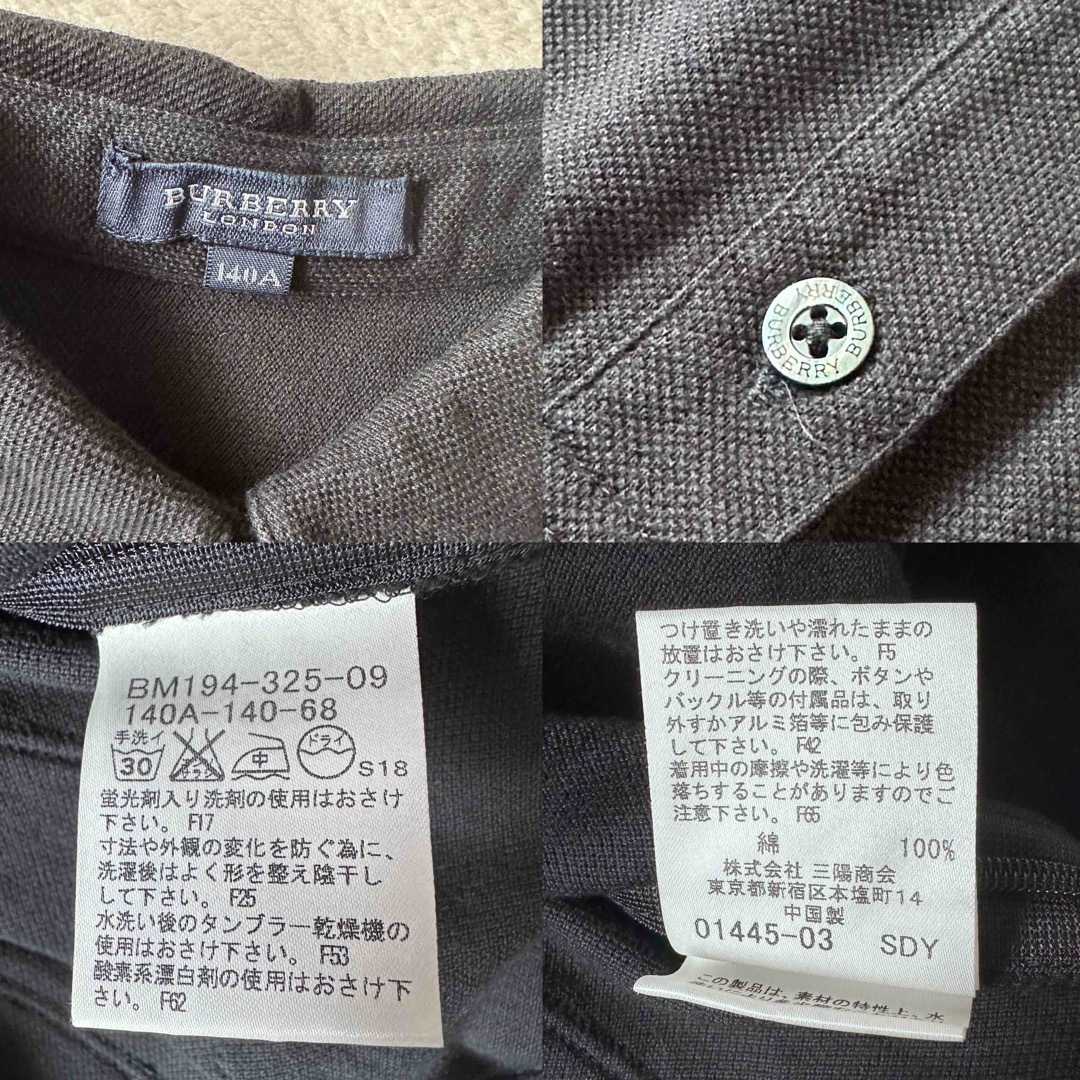 BURBERRY
LONDON
140A
BURBERRY BURBERRY
BM194-325-09
140A-140-68
手洗イ
30
サラシ
中
ドライ
S18
蛍光剤入り洗剤の使用はおさけ
下さい。 F17
寸法や外観の変化を防ぐ為に、
洗濯後はよく形を整え陰干し
して下さい。 F25
水洗い後のタンブラー乾燥機の
使用はおさけ下さい。 F53
酸素系漂白剤の使用はおさけ下
さい。 F62
つけ置き洗いや濡れたままの
放置はおさけ下さい。 F5
クリーニングの際、ボタンや
バックル等の付属品は、取り
外すかアルミ箔等に包み保護
して下さい。 F42
着用中の摩擦や洗濯等により色
落ちすることがありますのでご
注意下さい。 F65
綿 100%
株式会社 三陽商会
東京都新宿区本塩町14
中国製
01445-03 SDY
この製品は、素材の特性上、水